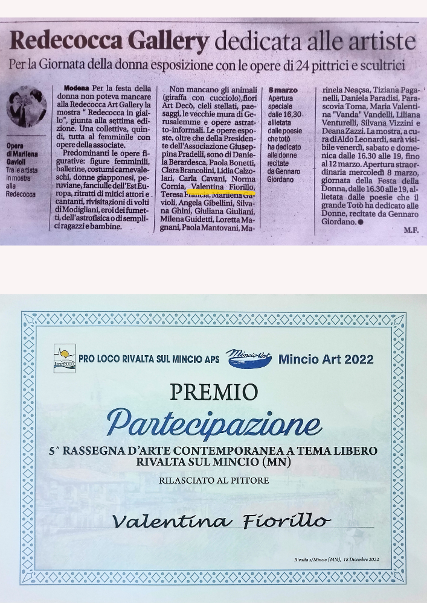 Redecocca Gallery dedicata alle artiste
Per la Giornata della donna esposizione con le opere di 24 pittrici e scultrici
Opera
di Marilena
Gavioli
Tra le artiste
in mostra
alla
Redecocca
Modena Per la festa della
donna non poteva mancare
alla Redecocca Art Gallery la
mostra " Redecocca in gial-
lo", giunta alla settima edi-
zione. Una collettiva, quin-
di, tutta al femminile con
opere della associate.
Predominanti le opere fi-
gurative: figure femminili,
ballerine, costumi carnevale-
schi, donne giapponesi, pe-
ruviane, fanciulle dell'Est Eu-
ropa, ritratti di mitici attori e
cantanti, rivisitazioni di volti
di Modigliani, eroi dei fumet-
ti, dell'astrofisica o di sempli-
ci ragazzi e bambine.
Non mancano gli animali
(giraffa con cucciolo), fiori
Art Decò, cieli stellati, pae-
saggi, le vecchie mura di Ge-
rusalemme e opere astrat-
to-informali. Le opere espo-
ste, oltre che della Presiden-
te dell'Associazione Giusep-
pina Pradelli, sono di Danie-
la Berardesca, Paola Bonetti,
Clara Brancolini, Lidia Calzo-
lari, Carla Cavani, Norma
Cornia, Valentina Fiorillo,
Teresa Francia, Marilena Ga-
violi, Angela Gibellini, Silva-
na Ghini, Giuliana Giuliani,
Milena Guidetti, Loretta Ma-
gnani, Paola Mantovani, Ma-
8 marzo
Apertura
speciale
dalle 16,30-
allietata
dalle
poesie
de totò
ha dedicato
alle donne
recitate da
Gennaro
Giordano
rinela Neaçsa, Tiziana Paga-
nelli, Daniela Paradisi, Para-
scovia Toma, Maria Valenti-
na "Vanda" Vandelli, Liliana
Venturelli, Silvana Vizzini e
Deana Zazzi. La mostra, a cu-
ra di Aldo Leonardi, sarà visi-
bile venerdì, sabato e dome-
nica dalle 16.30 alle 19, fino
al 12 marzo. Apertura straor-
dinaria mercoledì 8 marzo,
giornata della Festa della
Donna, dalle 16.30 alle 19, al-
lietata dalle poesie che il
grande Totò ha dedicato alle
Donne, recitate da Gennaro
Giordano.
M.F.
PRO LOCO RIVALTA SUL MINCIO APS Mincio Art 2022
PREMIO
Partecipazione
5^ RASSEGNA D'ARTE CONTEMPORANEA A TEMA LIBERO
RIVALTA SUL MINCIO (MN)
RILASCIATO AL PITTORE
Valentina Fiorillo